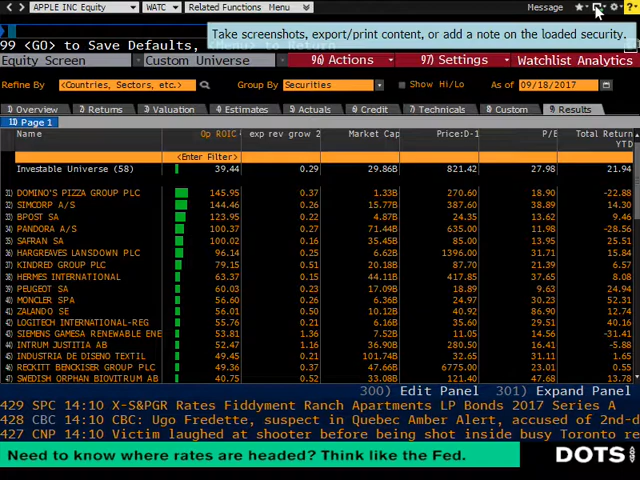 < > APPLE INC Equity WATC Related Functions Menu Message
Take screenshots, export/print content, or add a note on the loaded security.
99 <GO> to Save Defaults, <Menu> to Return
Equity Screen Custom Universe 96) Actions 97) Settings Watchlist Analytics
Refine By <Countries, Sectors, etc.> Group By Securities Show Hi/Lo As of 09/18/2017
1) Overview 2) Returns 3) Valuation 4) Estimates 5) Actuals 6) Credit 7) Technicals 8) Custom 9) Results
11) Page 1
Name Op ROIC exp rev grow 2 Market Cap Price:D-1 P/E Total Return YTD
<Enter Filter>
Investable Universe (58) 39.44 0.29 29.86B 821.42 27.98 21.94
31) DOMINO'S PIZZA GROUP PLC 145.95 0.37 1.33B 270.60 18.90 -22.88
32) SIMCORP A/S 144.46 0.26 15.77B 387.60 38.89 14.30
33) BPOST SA 123.95 0.22 4.87B 24.35 13.62 9.46
34) PANDORA A/S 100.37 0.27 71.44B 635.00 11.98 -28.56
35) SAFRAN SA 100.02 0.16 35.45B 85.00 13.95 25.51
36) HARGREAVES LANSDOWN PLC 96.14 0.25 6.62B 1396.00 31.71 15.84
37) KINDRED GROUP PLC 79.15 0.51 20.18B 87.70 21.39 6.57
38) HERMES INTERNATIONAL 63.37 0.15 44.11B 417.85 37.65 8.08
39) PEUGEOT SA 60.03 0.23 17.09B 18.89 9.63 24.94
40) MONCLER SPA 56.60 0.26 6.16B 24.30 30.23 52.31
41) ZALANDO SE 56.01 0.50 10.12B 40.92 86.90 12.74
42) LOGITECH INTERNATIONAL-REG 55.76 0.21 6.16B 35.60 29.51 40.16
43) SIEMENS GAMESA RENEWABLE ENE 53.81 1.36 7.52B 11.05 14.56 -31.41
44) INTRUM JUSTITIA AB 52.47 1.16 36.90B 280.50 16.41 -5.88
45) INDUSTRIA DE DISENO TEXTIL 49.45 0.21 101.74B 32.65 31.11 1.65
46) RECKITT BENCKISER GROUP PLC 49.36 0.45 49.36B 6775.00 23.01 0.53
47) SWEDISH ORPHAN BIOVITRUM AB 40.75 0.52 33.08B 121.40 47.68 13.78
300) Edit Panel 301) Expand Panel
429 SPC 14:10 X-S&PGR Rates Fiddyment Ranch Apartments LP Bonds 2017 Series A
428 CBC 14:10 CBC: Ugo Fredette, suspect in Quebec Amber Alert, accused of 2nd-d
427 CNP 14:10 Victim laughed at shooter before being shot inside busy Toronto re
Need to know where rates are headed? Think like the Fed. DOTS